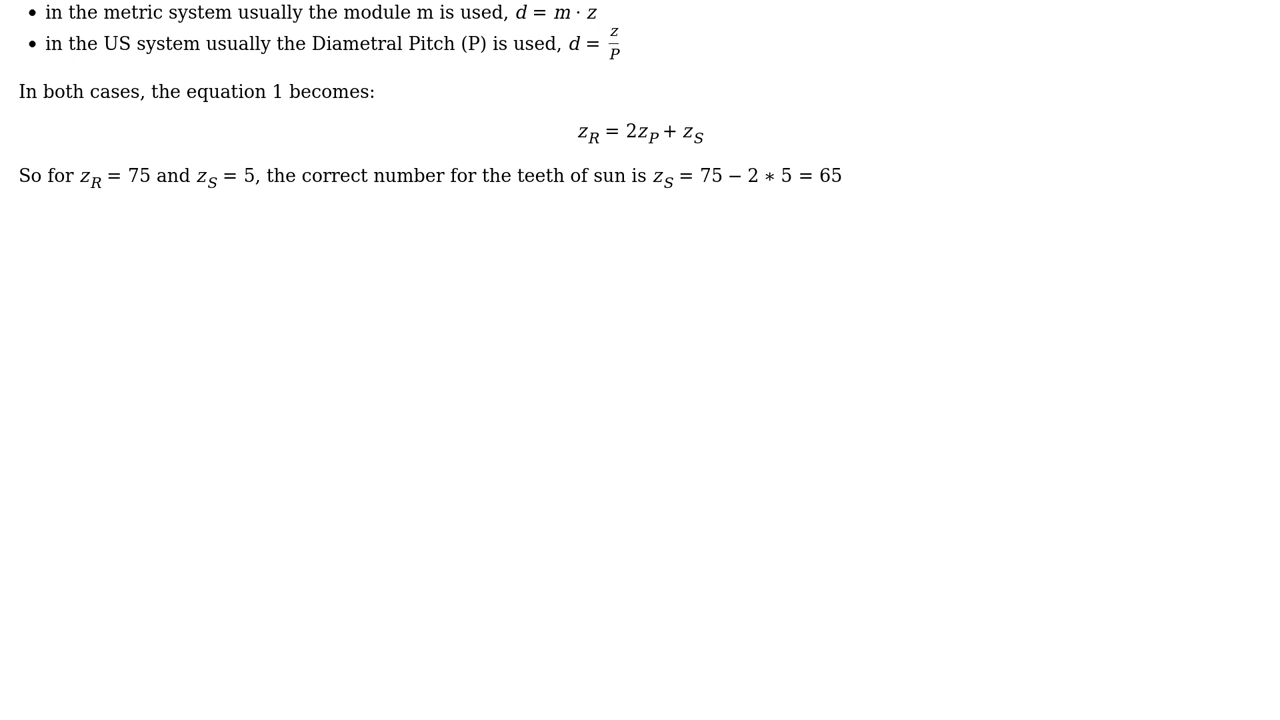 • in the metric system usually the module m is used, d = m · z
• in the US system usually the Diametral Pitch (P) is used, d = z/P
In both cases, the equation 1 becomes:
z_R = 2z_P + z_S
So for z_R = 75 and z_S = 5, the correct number for the teeth of sun is z_S = 75 − 2 ∗ 5 = 65